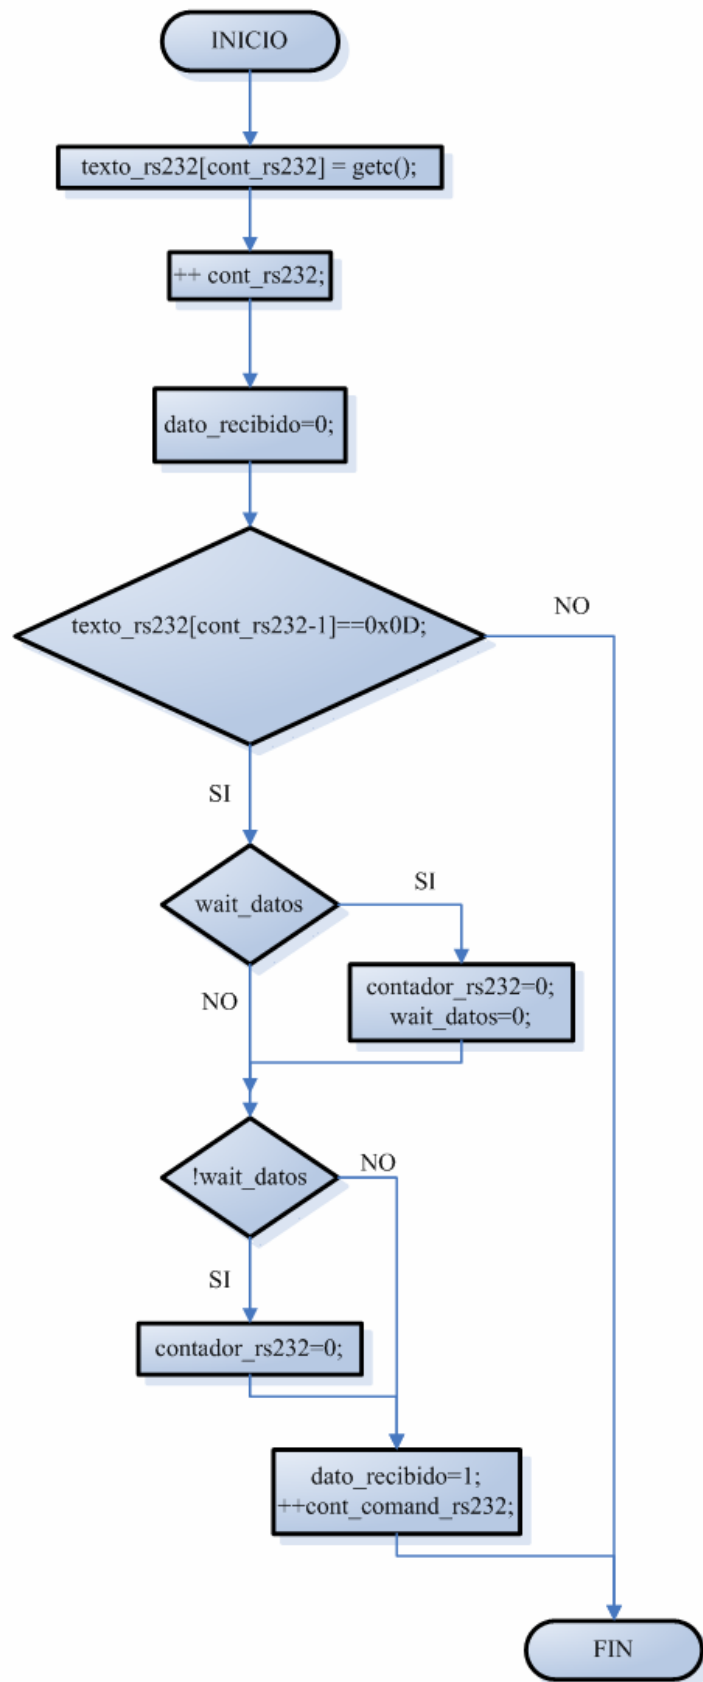 INICIO
texto_rs232[cont_rs232] = getc();
++ cont_rs232;
dato_recibido=0;
texto_rs232[cont_rs232-1]==0x0D;
NO
SI
wait_datos
SI
contador_rs232=0;
wait_datos=0;
NO
!wait_datos
NO
SI
contador_rs232=0;
dato_recibido=1;
++cont_comand_rs232;
FIN